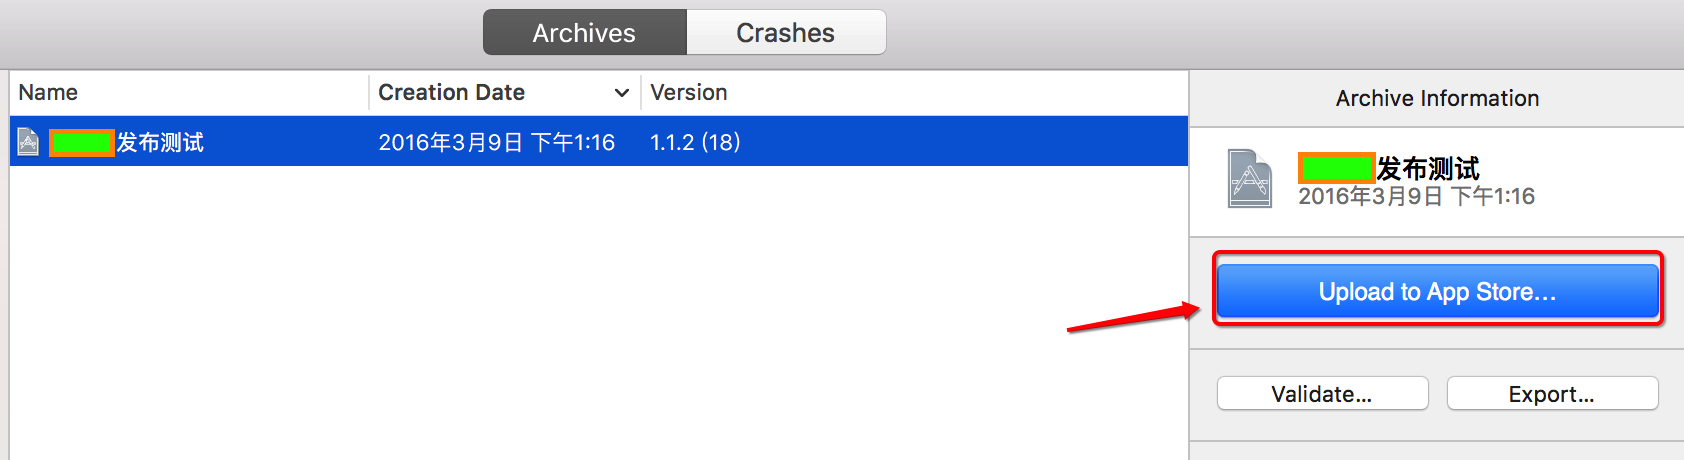 Archives Crashes
Name Creation Date Version
发布测试 2016年3月9日 下午1:16 1.1.2 (18)
Archive Information
发布测试
2016年3月9日 下午1:16
Upload to App Store...
Validate... Export...